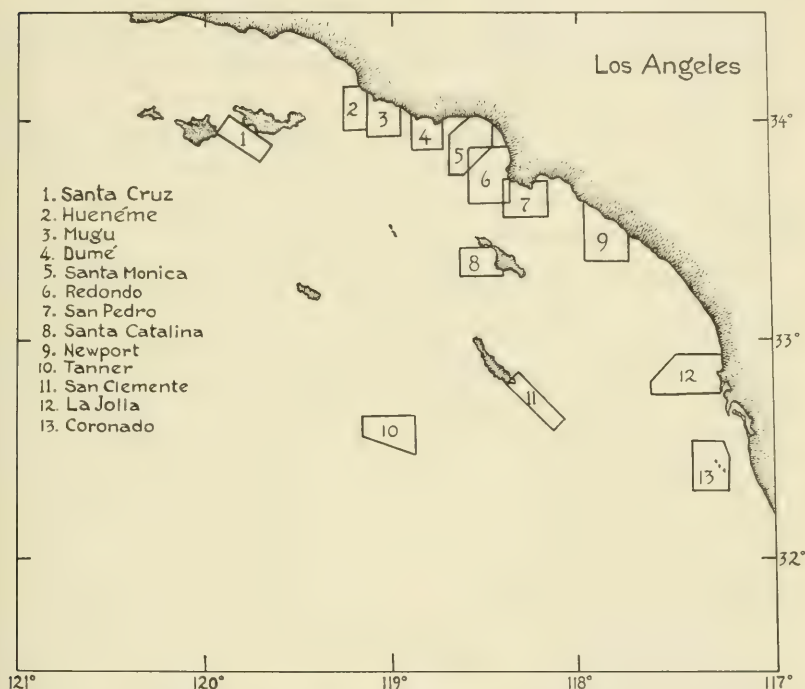 Los Angeles
34°
2
3
4
1
5
6
7
1. Santa Cruz
2. Huenéme
3. Mugu
4. Dumé
5. Santa Monica
6. Redondo
7. San Pedro
8. Santa Catalina
9. Newport
10. Tanner
11. San Clemente
12. La Jolla
13. Coronado
9
8
33°
12
11
10
13
32°
121°
120°
119°
118°
117°